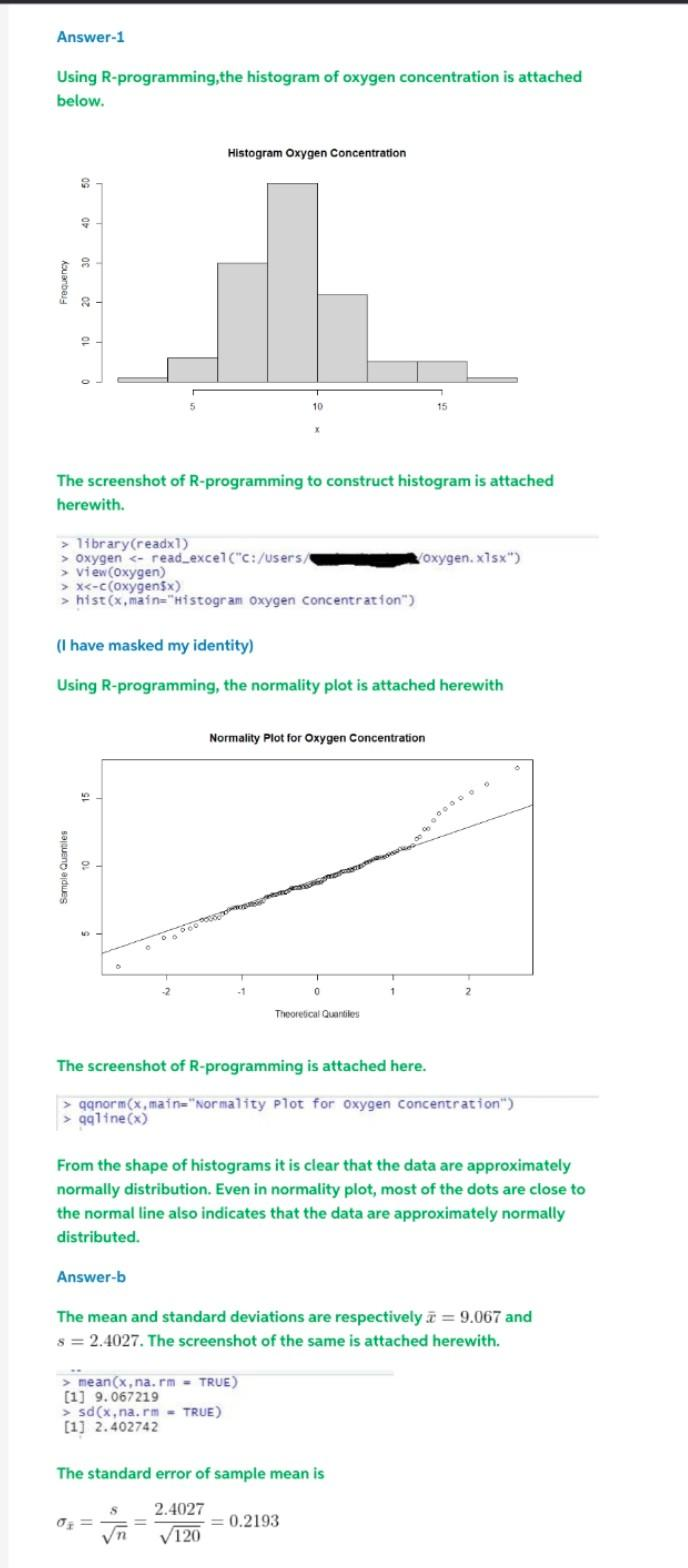 Answer-1
Using R-programming,the histogram of oxygen concentration is attached
below.
Histogram Oxygen Concentration
Frequency
50
40
30
20
10
0
5 10 15
x
The screenshot of R-programming to construct histogram is attached
herewith.
> library(readxl)
> Oxygen <- read_excel("C:/Users/ /Oxygen.xlsx")
> View(Oxygen)
> x<-c(Oxygen$x)
> hist(x,main="Histogram Oxygen Concentration")
(I have masked my identity)
Using R-programming, the normality plot is attached herewith
Normality Plot for Oxygen Concentration
Sample Quantiles
15
10
5
-2 -1 0 1 2
Theoretical Quantiles
The screenshot of R-programming is attached here.
> qqnorm(x,main="Normality Plot for Oxygen Concentration")
> qqline(x)
From the shape of histograms it is clear that the data are approximately
normally distribution. Even in normality plot, most of the dots are close to
the normal line also indicates that the data are approximately normally
distributed.
Answer-b
The mean and standard deviations are respectively x̄ = 9.067 and
s = 2.4027. The screenshot of the same is attached herewith.
> mean(x,na.rm = TRUE)
[1] 9.067219
> sd(x,na.rm = TRUE)
[1] 2.402742
The standard error of sample mean is
σx̄ = s/√n = 2.4027/√120 = 0.2193